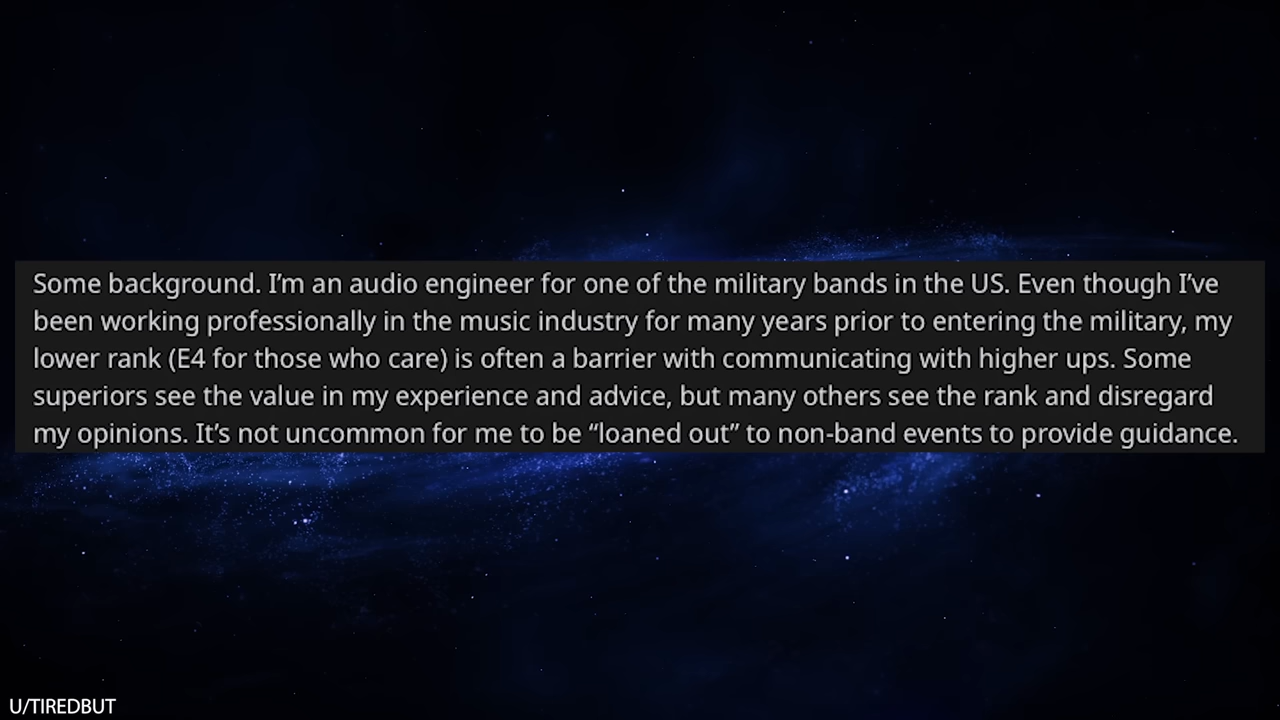 Some background. I’m an audio engineer for one of the military bands in the US. Even though I’ve
been working professionally in the music industry for many years prior to entering the military, my
lower rank (E4 for those who care) is often a barrier with communicating with higher ups. Some
superiors see the value in my experience and advice, but many others see the rank and disregard
my opinions. It’s not uncommon for me to be “loaned out” to non-band events to provide guidance.
U/TIREDBUT